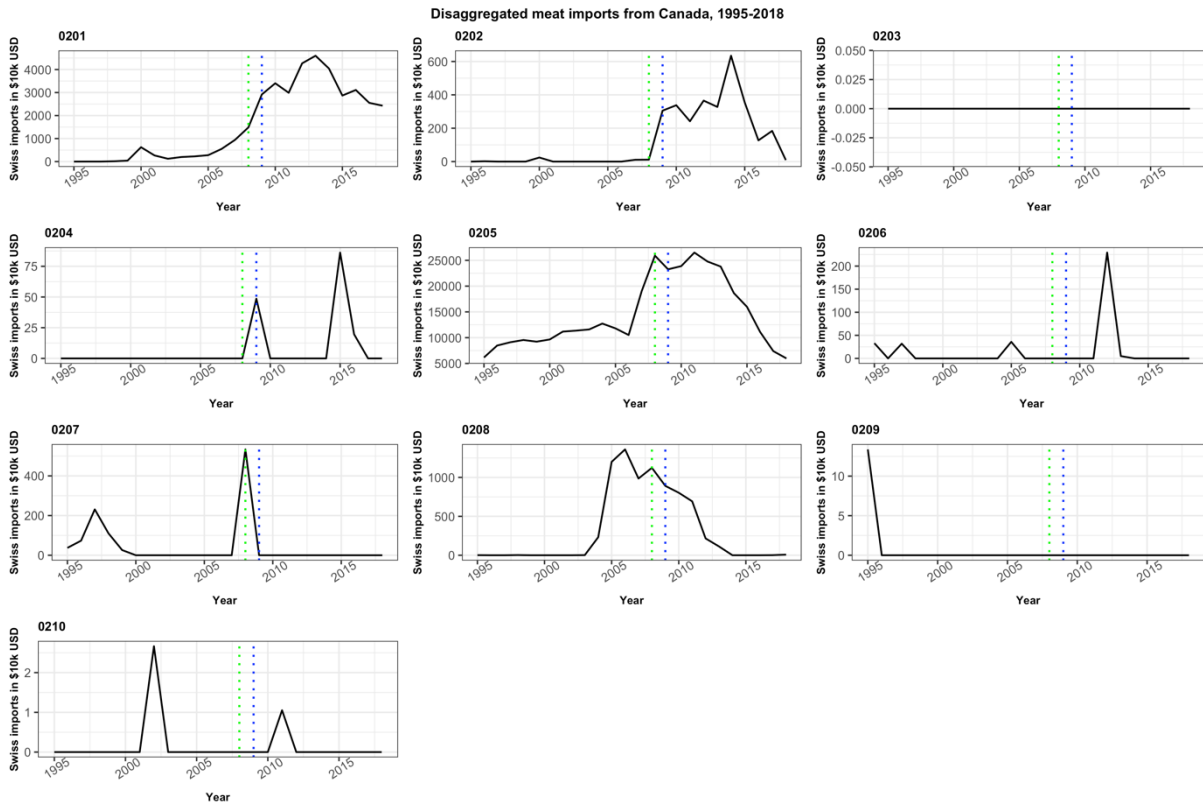 Disaggregated meat imports from Canada, 1995-2018
0201
Swiss imports in $10k USD
4000
3000
2000
1000
0
1995 2000 2005 2010 2015
Year
0202
Swiss imports in $10k USD
600
400
200
0
1995 2000 2005 2010 2015
Year
0203
Swiss imports in $10k USD
0.050
0.025
0.000
-0.025
-0.050
1995 2000 2005 2010 2015
Year
0204
Swiss imports in $10k USD
75
50
25
0
1995 2000 2005 2010 2015
Year
0205
Swiss imports in $10k USD
25000
20000
15000
10000
5000
1995 2000 2005 2010 2015
Year
0206
Swiss imports in $10k USD
200
150
100
50
0
1995 2000 2005 2010 2015
Year
0207
Swiss imports in $10k USD
400
200
0
1995 2000 2005 2010 2015
Year
0208
Swiss imports in $10k USD
1000
500
0
1995 2000 2005 2010 2015
Year
0209
Swiss imports in $10k USD
10
5
0
1995 2000 2005 2010 2015
Year
0210
Swiss imports in $10k USD
2
1
0
1995 2000 2005 2010 2015
Year